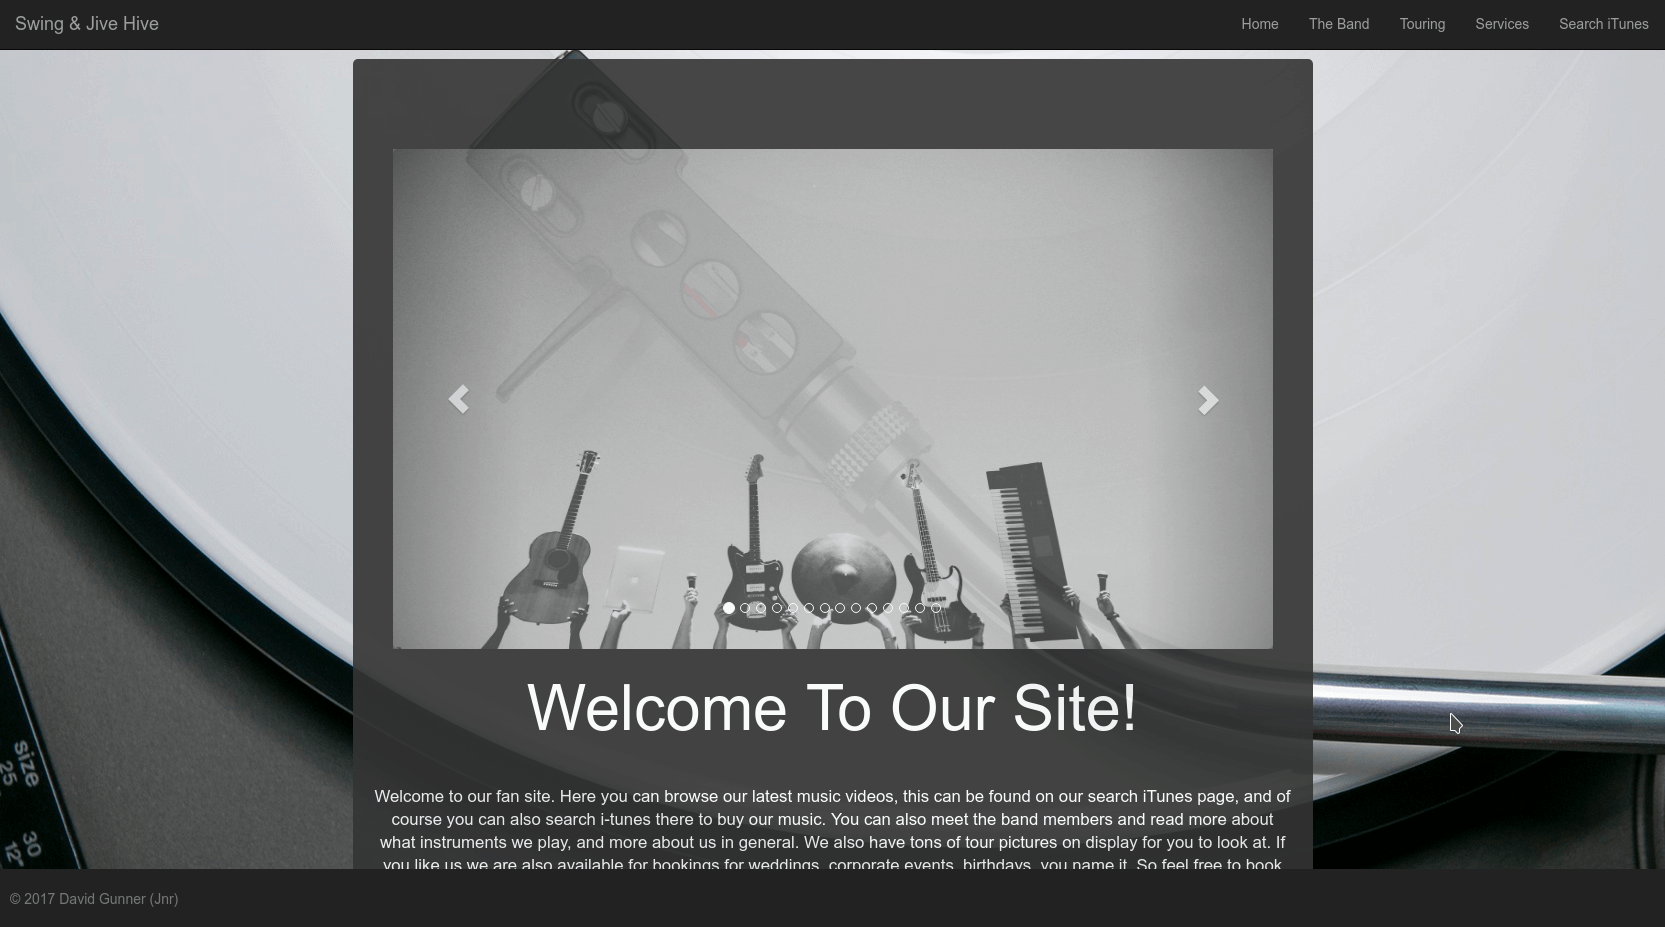 Swing & Jive Hive
Home The Band Touring Services Search iTunes
Welcome To Our Site!
Welcome to our fan site. Here you can browse our latest music videos, this can be found on our search iTunes page, and of
course you can also search i-tunes there to buy our music. You can also meet the band members and read more about
what instruments we play, and more about us in general. We also have tons of tour pictures on display for you to look at. If
you like us we are also available for bookings for weddings, corporate events, birthdays, you name it. So feel free to book
size
25
30
12"
© 2017 David Gunner (Jnr)